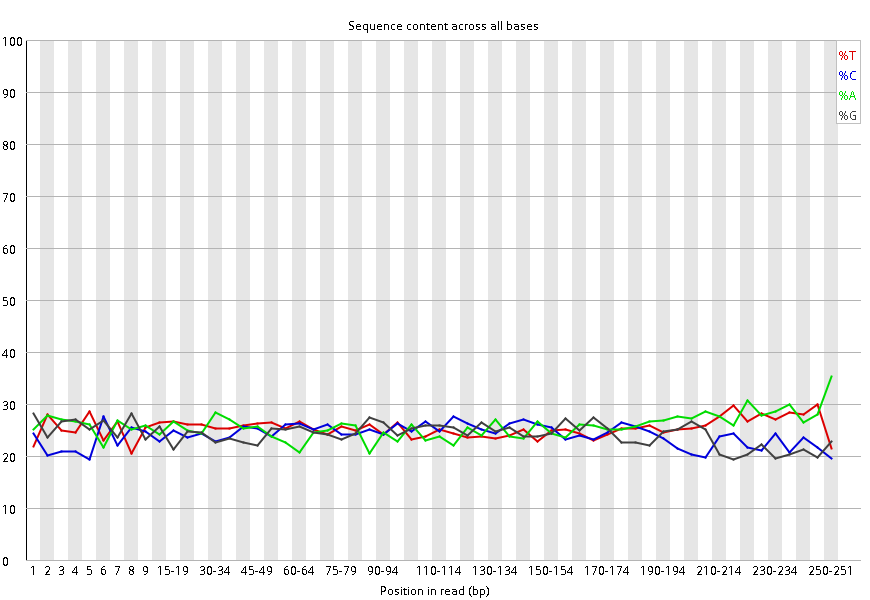 Sequence content across all bases
100
90
80
70
60
50
40
30
20
10
0
%T
%C
%A
%G
1 2 3 4 5 6 7 8 9 15-19 30-34 45-49 60-64 75-79 90-94 110-114 130-134 150-154 170-174 190-194 210-214 230-234 250-251
Position in read (bp)